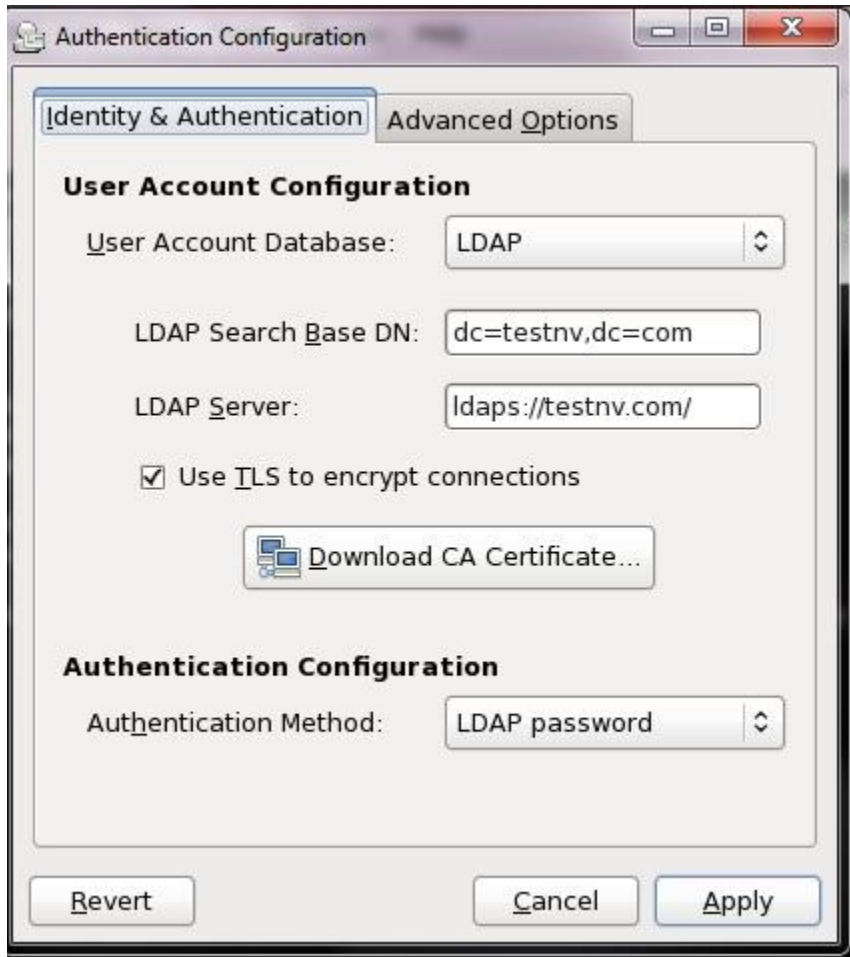 Authentication Configuration
Identity & Authentication
Advanced Options
User Account Configuration
User Account Database: LDAP
LDAP Search Base DN: dc=testnv,dc=com
LDAP Server: ldaps://testnv.com/
Use TLS to encrypt connections
Download CA Certificate...
Authentication Configuration
Authentication Method: LDAP password
Revert
Cancel
Apply